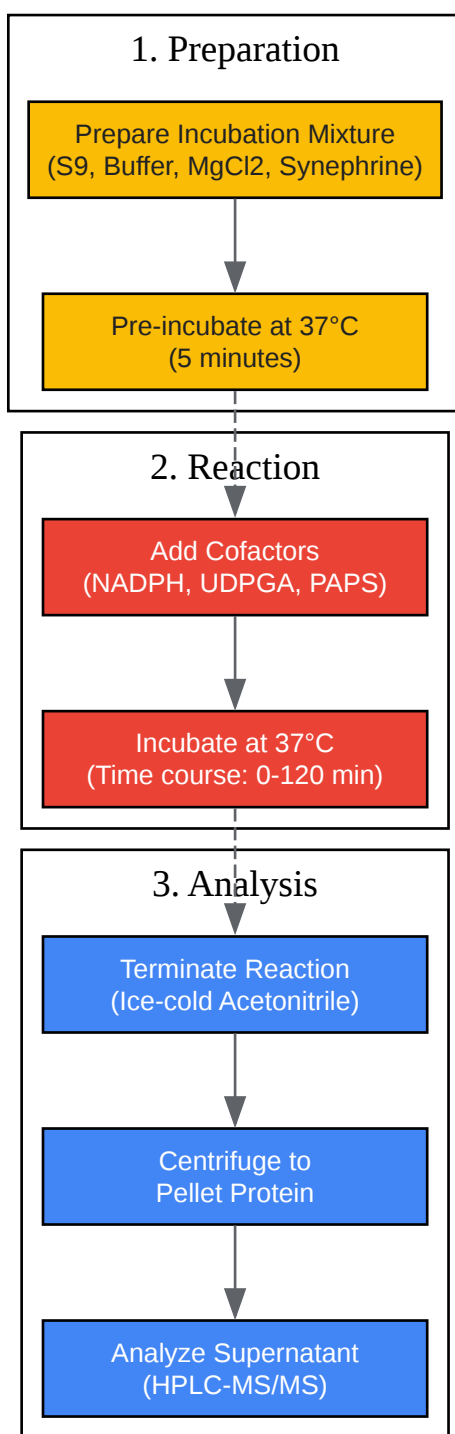 1. Preparation
Prepare Incubation Mixture
(S9, Buffer, MgCl2, Synephrine)
Pre-incubate at 37°C
(5 minutes)
2. Reaction
Add Cofactors
(NADPH, UDPGA, PAPS)
Incubate at 37°C
(Time course: 0-120 min)
3. Analysis
Terminate Reaction
(Ice-cold Acetonitrile)
Centrifuge to
Pellet Protein
Analyze Supernatant
(HPLC-MS/MS)